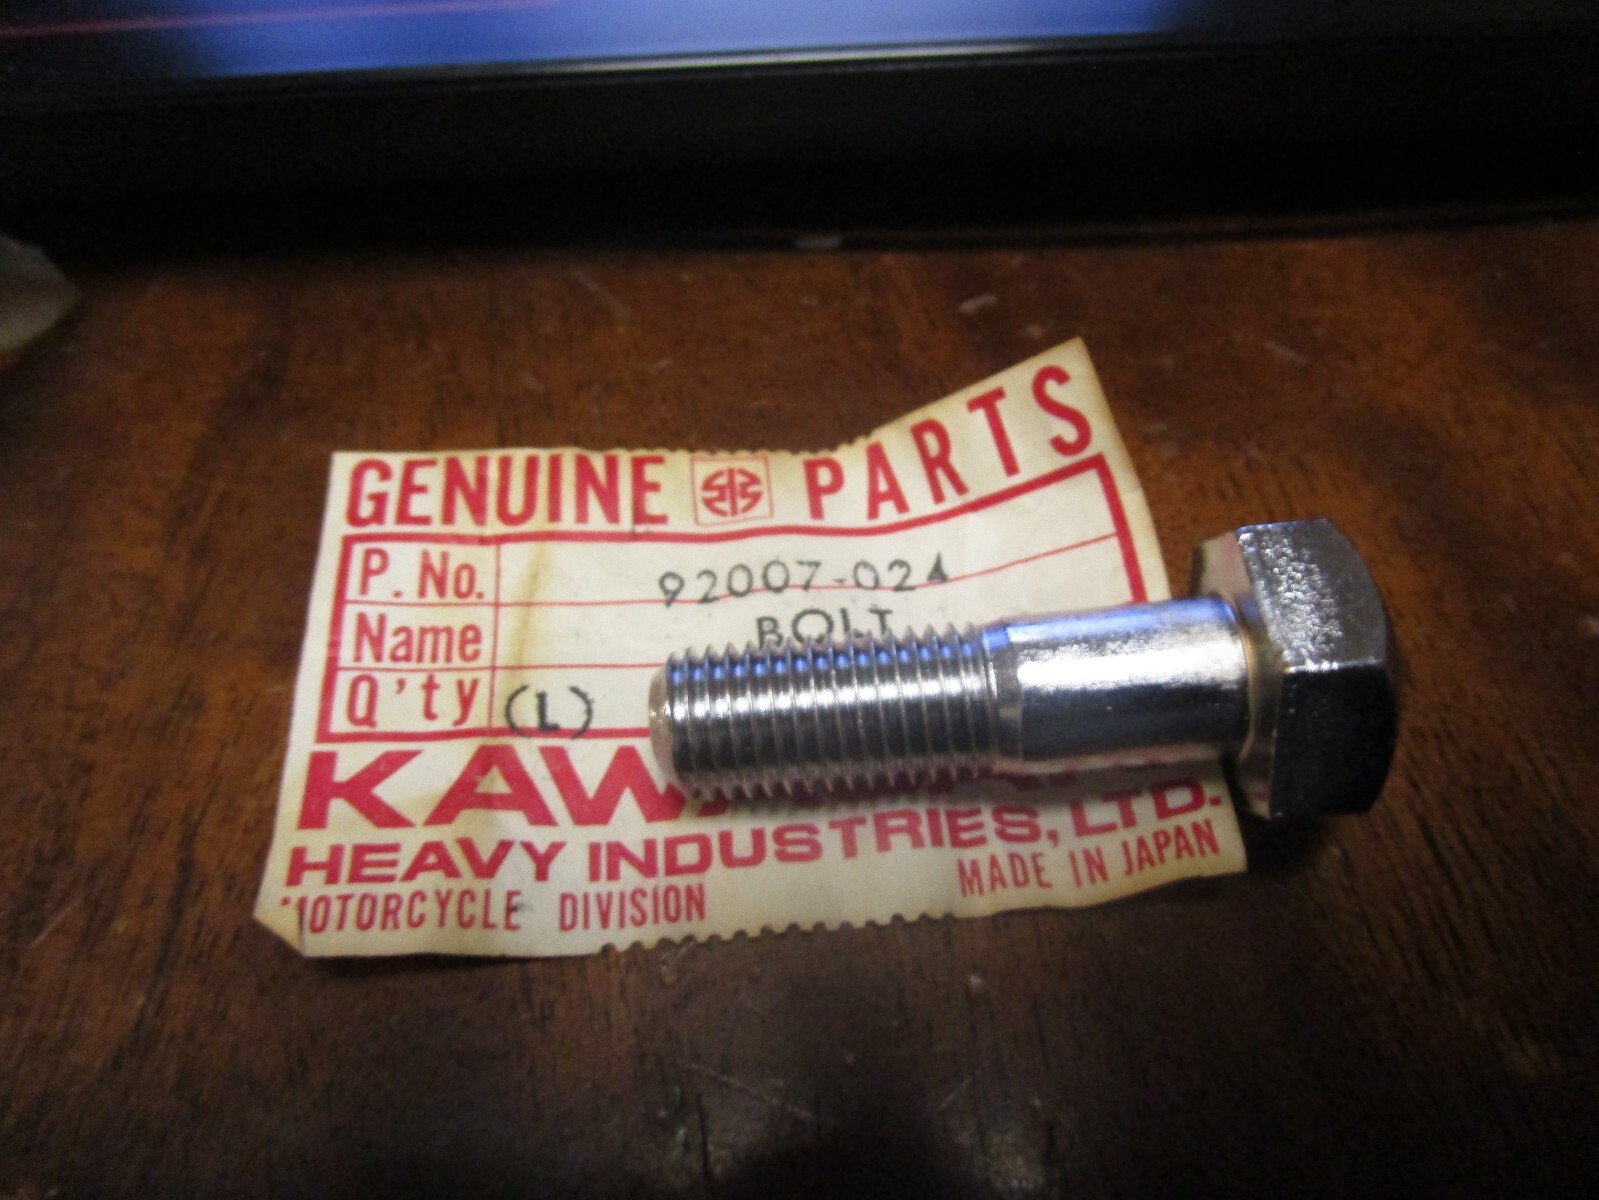 GENUINE PARTS
P. No. 92007-024
Name BOLT
Q'ty (L)
HEAVY INDUSTRIES, LTD.
MOTORCYCLE DIVISION MADE IN JAPAN